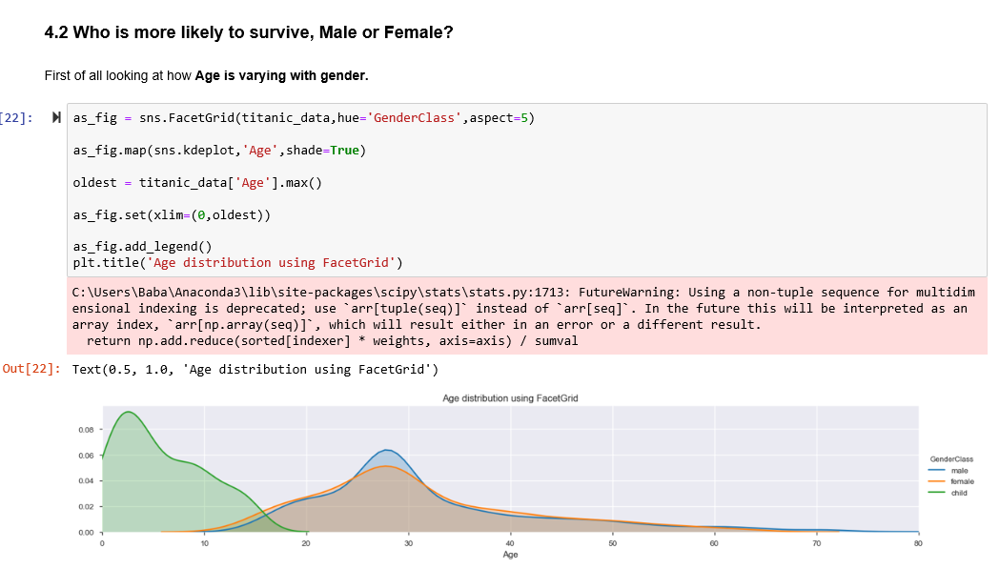 4.2 Who is more likely to survive, Male or Female?
First of all looking at how Age is varying with gender.
[22]:
as_fig = sns.FacetGrid(titanic_data,hue='GenderClass',aspect=5)
as_fig.map(sns.kdeplot,'Age',shade=True)
oldest = titanic_data['Age'].max()
as_fig.set(xlim=(0,oldest))
as_fig.add_legend()
plt.title('Age distribution using FacetGrid')
C:\Users\Baba\Anaconda3\lib\site-packages\scipy\stats\stats.py:1713: FutureWarning: Using a non-tuple sequence for multidim
ensional indexing is deprecated; use `arr[tuple(seq)]` instead of `arr[seq]`. In the future this will be interpreted as an
array index, `arr[np.array(seq)]`, which will result either in an error or a different result.
return np.add.reduce(sorted[indexer] * weights, axis=axis) / sumval
Out[22]: Text(0.5, 1.0, 'Age distribution using FacetGrid')
Age distribution using FacetGrid
0.08
0.06
0.04
0.02
0.00
0 10 20 30 40 50 60 70 80
Age
GenderClass
male
female
child